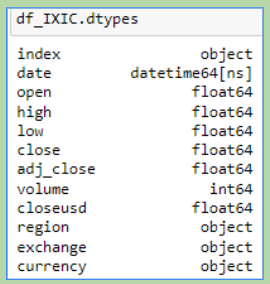 df_IXIC.dtypes
index object
date datetime64[ns]
open float64
high float64
low float64
close float64
adj_close float64
volume int64
closeusd float64
region object
exchange object
currency object